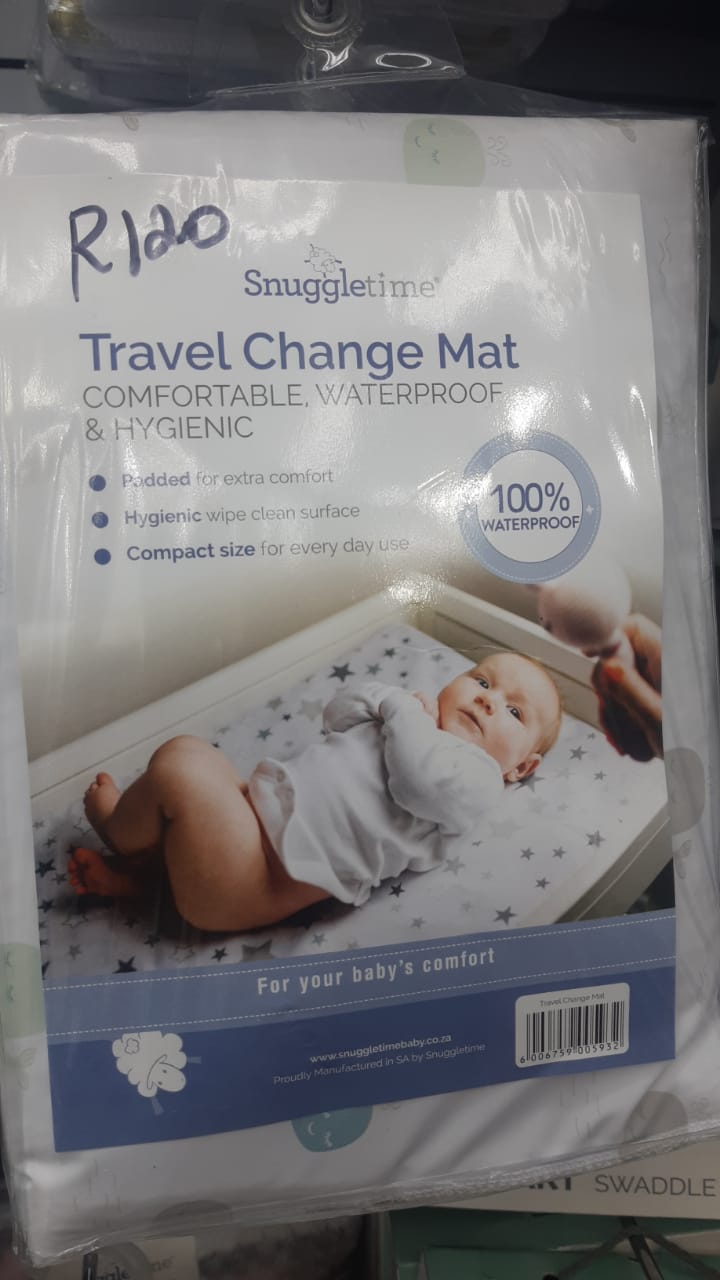 R120
Snuggletime
Travel Change Mat
COMFORTABLE, WATERPROOF
& HYGIENIC
Padded for extra comfort
Hygienic wipe clean surface
Compact size for every day use
100%
WATERPROOF
For your baby's comfort
www.snuggletimebaby.co.za
Proudly Manufactured in SA by Snuggletime
Travel Change Mat
6 006759 005932
SWADDLE